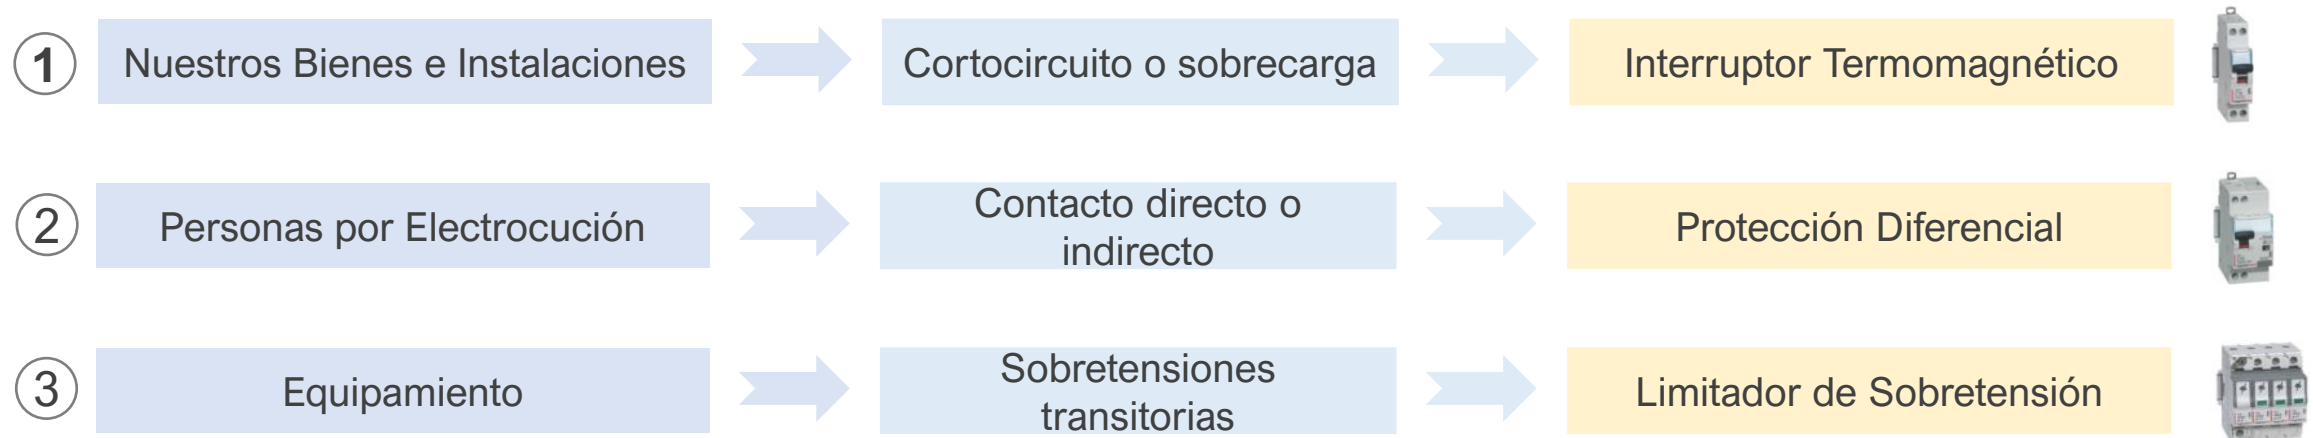 1
Nuestros Bienes e Instalaciones
Cortocircuito o sobrecarga
Interruptor Termomagnético
2
Personas por Electrocución
Contacto directo o
indirecto
Protección Diferencial
3
Equipamiento
Sobretensiones
transitorias
Limitador de Sobretensión